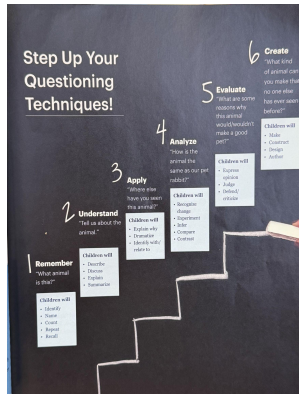 Step Up Your
Questioning
Techniques!
1
Remember
"What animal
is this?"
Children will
• Identify
• Name
• Count
• Repeat
• Recall
2
Understand
"Tell us about the
animal."
Children will
• Describe
• Discuss
• Explain
• Summarize
3
Apply
"Where else
have you seen
this animal?"
Children will
• Explain why
• Dramatize
• Identify with/
relate to
4
Analyze
"How is the
animal the
same as our pet
rabbit?"
Children will
• Recognize
change
• Experiment
• Infer
• Compare
• Contrast
5
Evaluate
"What are some
reasons why
this animal
would/wouldn't
make a good
pet?"
Children will
• Express
opinion
• Judge
• Defend/
criticize
6
Create
"What kind
of animal can
you make that
no one else
has ever seen
before?"
Children will
• Make
• Construct
• Design
• Author